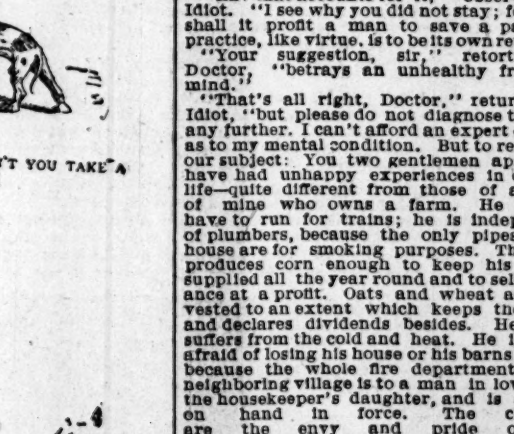 'T YOU TAKE A
Idiot. "I see why you did not stay; f
shall it profit a man to save a p
practice, like virtue, is to be its own re
"Your suggestion, sir," retort
Doctor, "betrays an unhealthy fr
mind."
"That's all right, Doctor," retur
Idiot, "but please do not diagnose t
any further. I can't afford an expert
as to my mental condition. But to re
our subject: You two gentlemen ap
have had unhappy experiences in
life—quite different from those of a
of mine who owns a farm. He
have to run for trains; he is indep
of plumbers, because the only pipes
house are for smoking purposes. Th
produces corn enough to keep his
supplied all the year round and to sel
ance at a profit. Oats and wheat a
vested to an extent which keeps the
and declares dividends besides. He
suffers from the cold and heat. He i
afraid of losing his house or his barns
because the whole fire department
neighboring village is to a man in lov
the housekeeper's daughter, and is
on hand in force. The c
are the envy and pride o